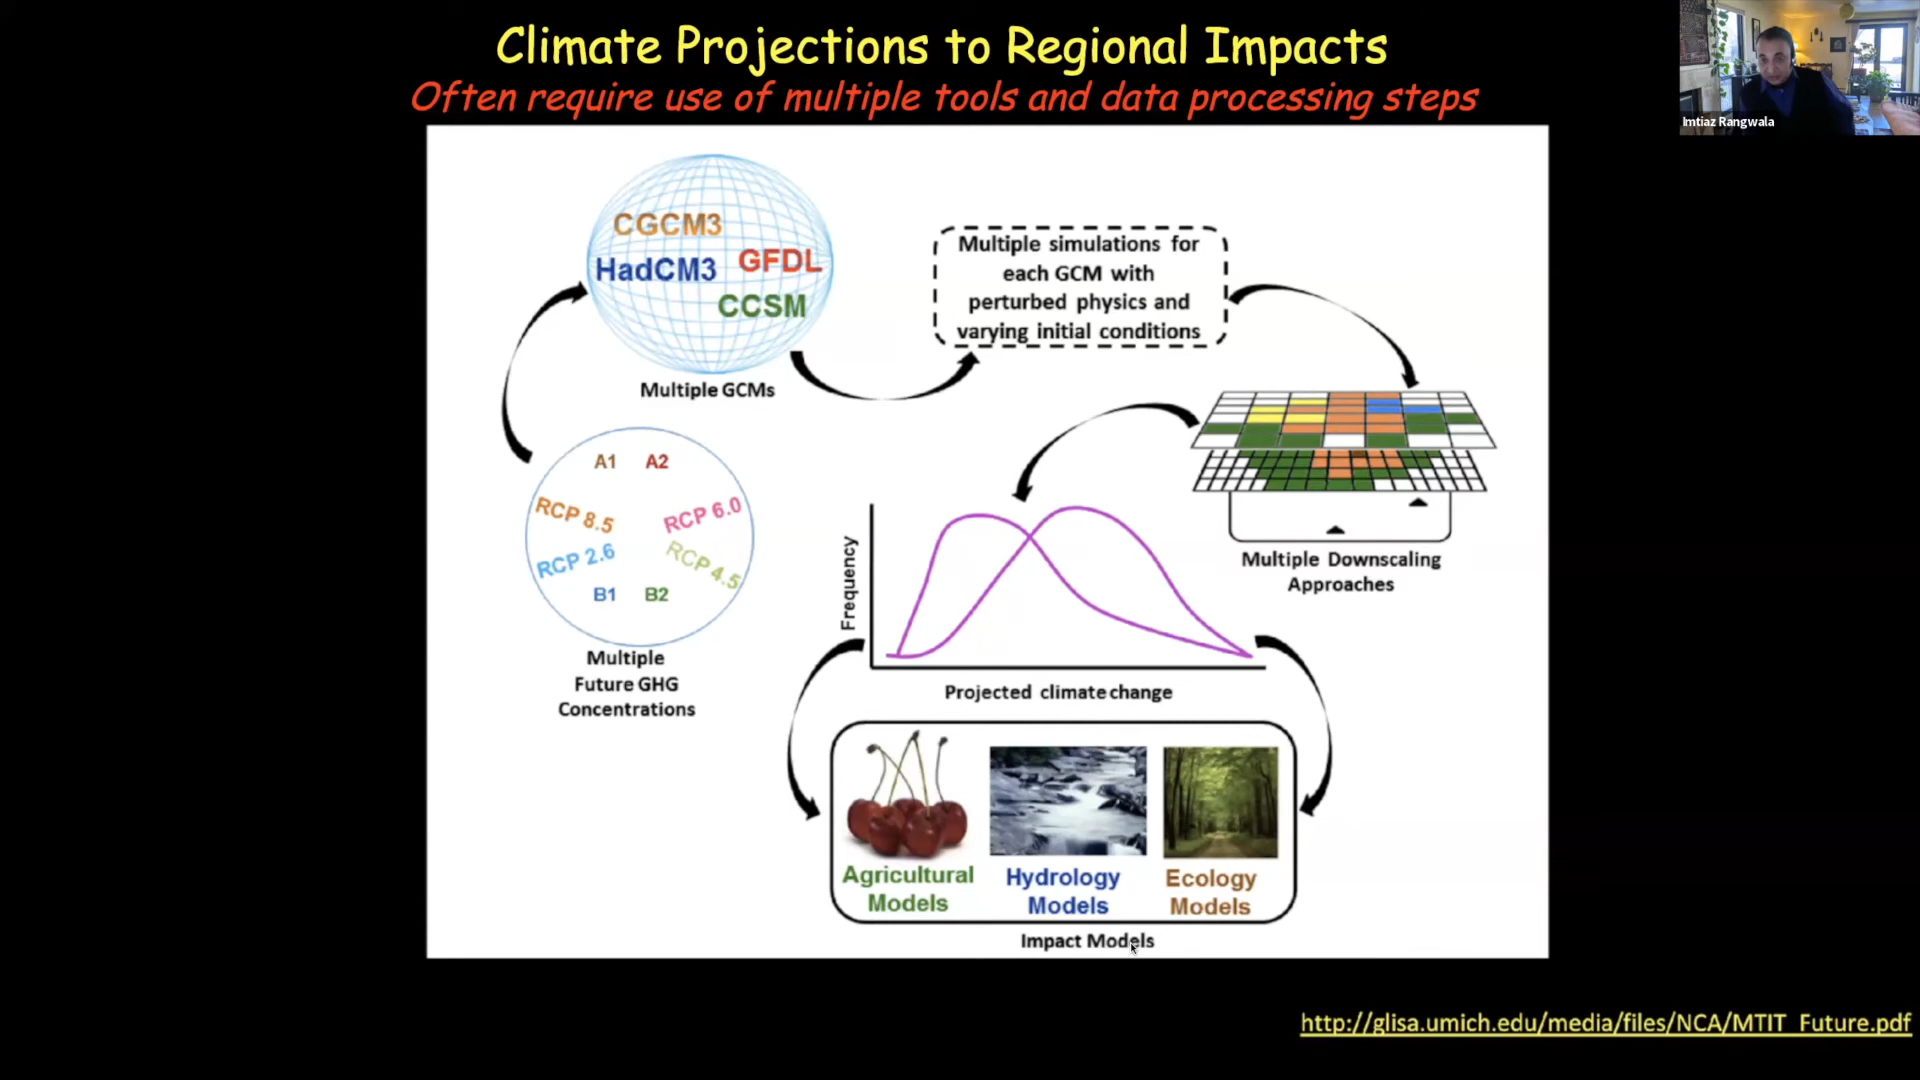 Climate Projections to Regional Impacts
Often require use of multiple tools and data processing steps
Imtiaz Rangwala
CGCM3
HadCM3
GFDL
CCSM
Multiple GCMs
Multiple simulations for
each GCM with
perturbed physics and
varying initial conditions
A1 A2
RCP 8.5
RCP 6.0
RCP 2.6
RCP 4.5
B1 B2
Multiple
Future GHG
Concentrations
Multiple Downscaling
Approaches
Frequency
Projected climate change
Agricultural
Models
Hydrology
Models
Ecology
Models
Impact Models
http://glisa.umich.edu/media/files/NCA/MTIT_Future.pdf